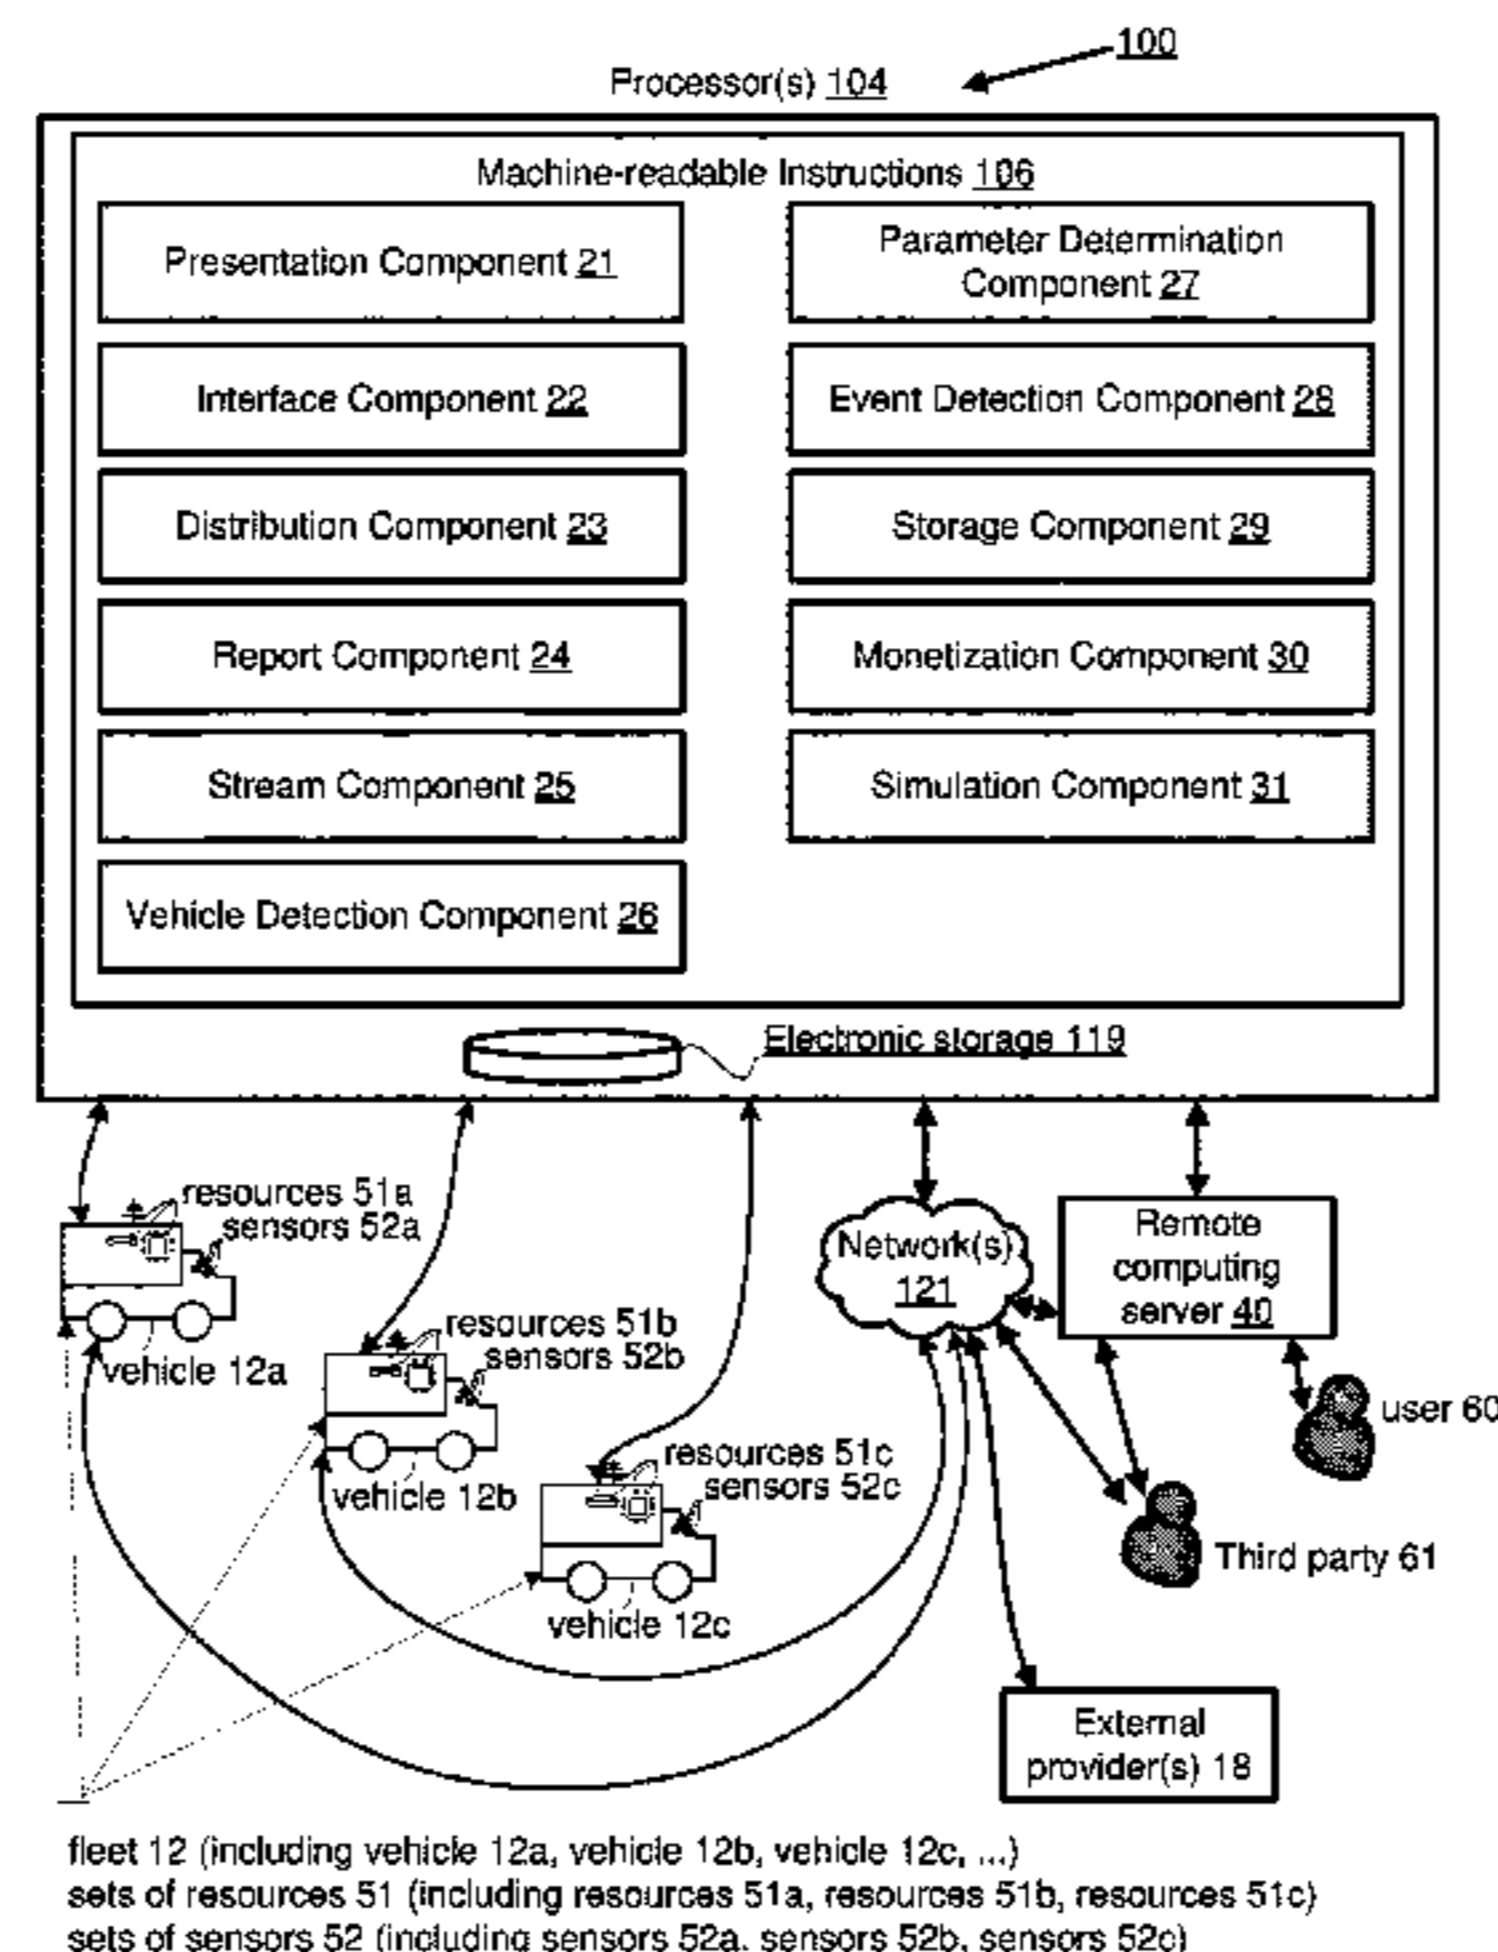 100
Processor(s) 104
Machine-readable Instructions 106
Presentation Component 21
Parameter Determination
Component 27
Interface Component 22
Event Detection Component 28
Distribution Component 23
Storage Component 29
Report Component 24
Monetization Component 30
Stream Component 25
Simulation Component 31
Vehicle Detection Component 26
Electronic storage 119
resources 51a
sensors 52a
vehicle 12a
resources 51b
sensors 52b
vehicle 12b
resources 51c
sensors 52c
vehicle 12c
Network(s)
121
Remote
computing
server 40
user 60
Third party 61
External
provider(s) 18
fleet 12 (including vehicle 12a, vehicle 12b, vehicle 12c, ...)
sets of resources 51 (including resources 51a, resources 51b, resources 51c)
sets of sensors 52 (including sensors 52a, sensors 52b, sensors 52c)